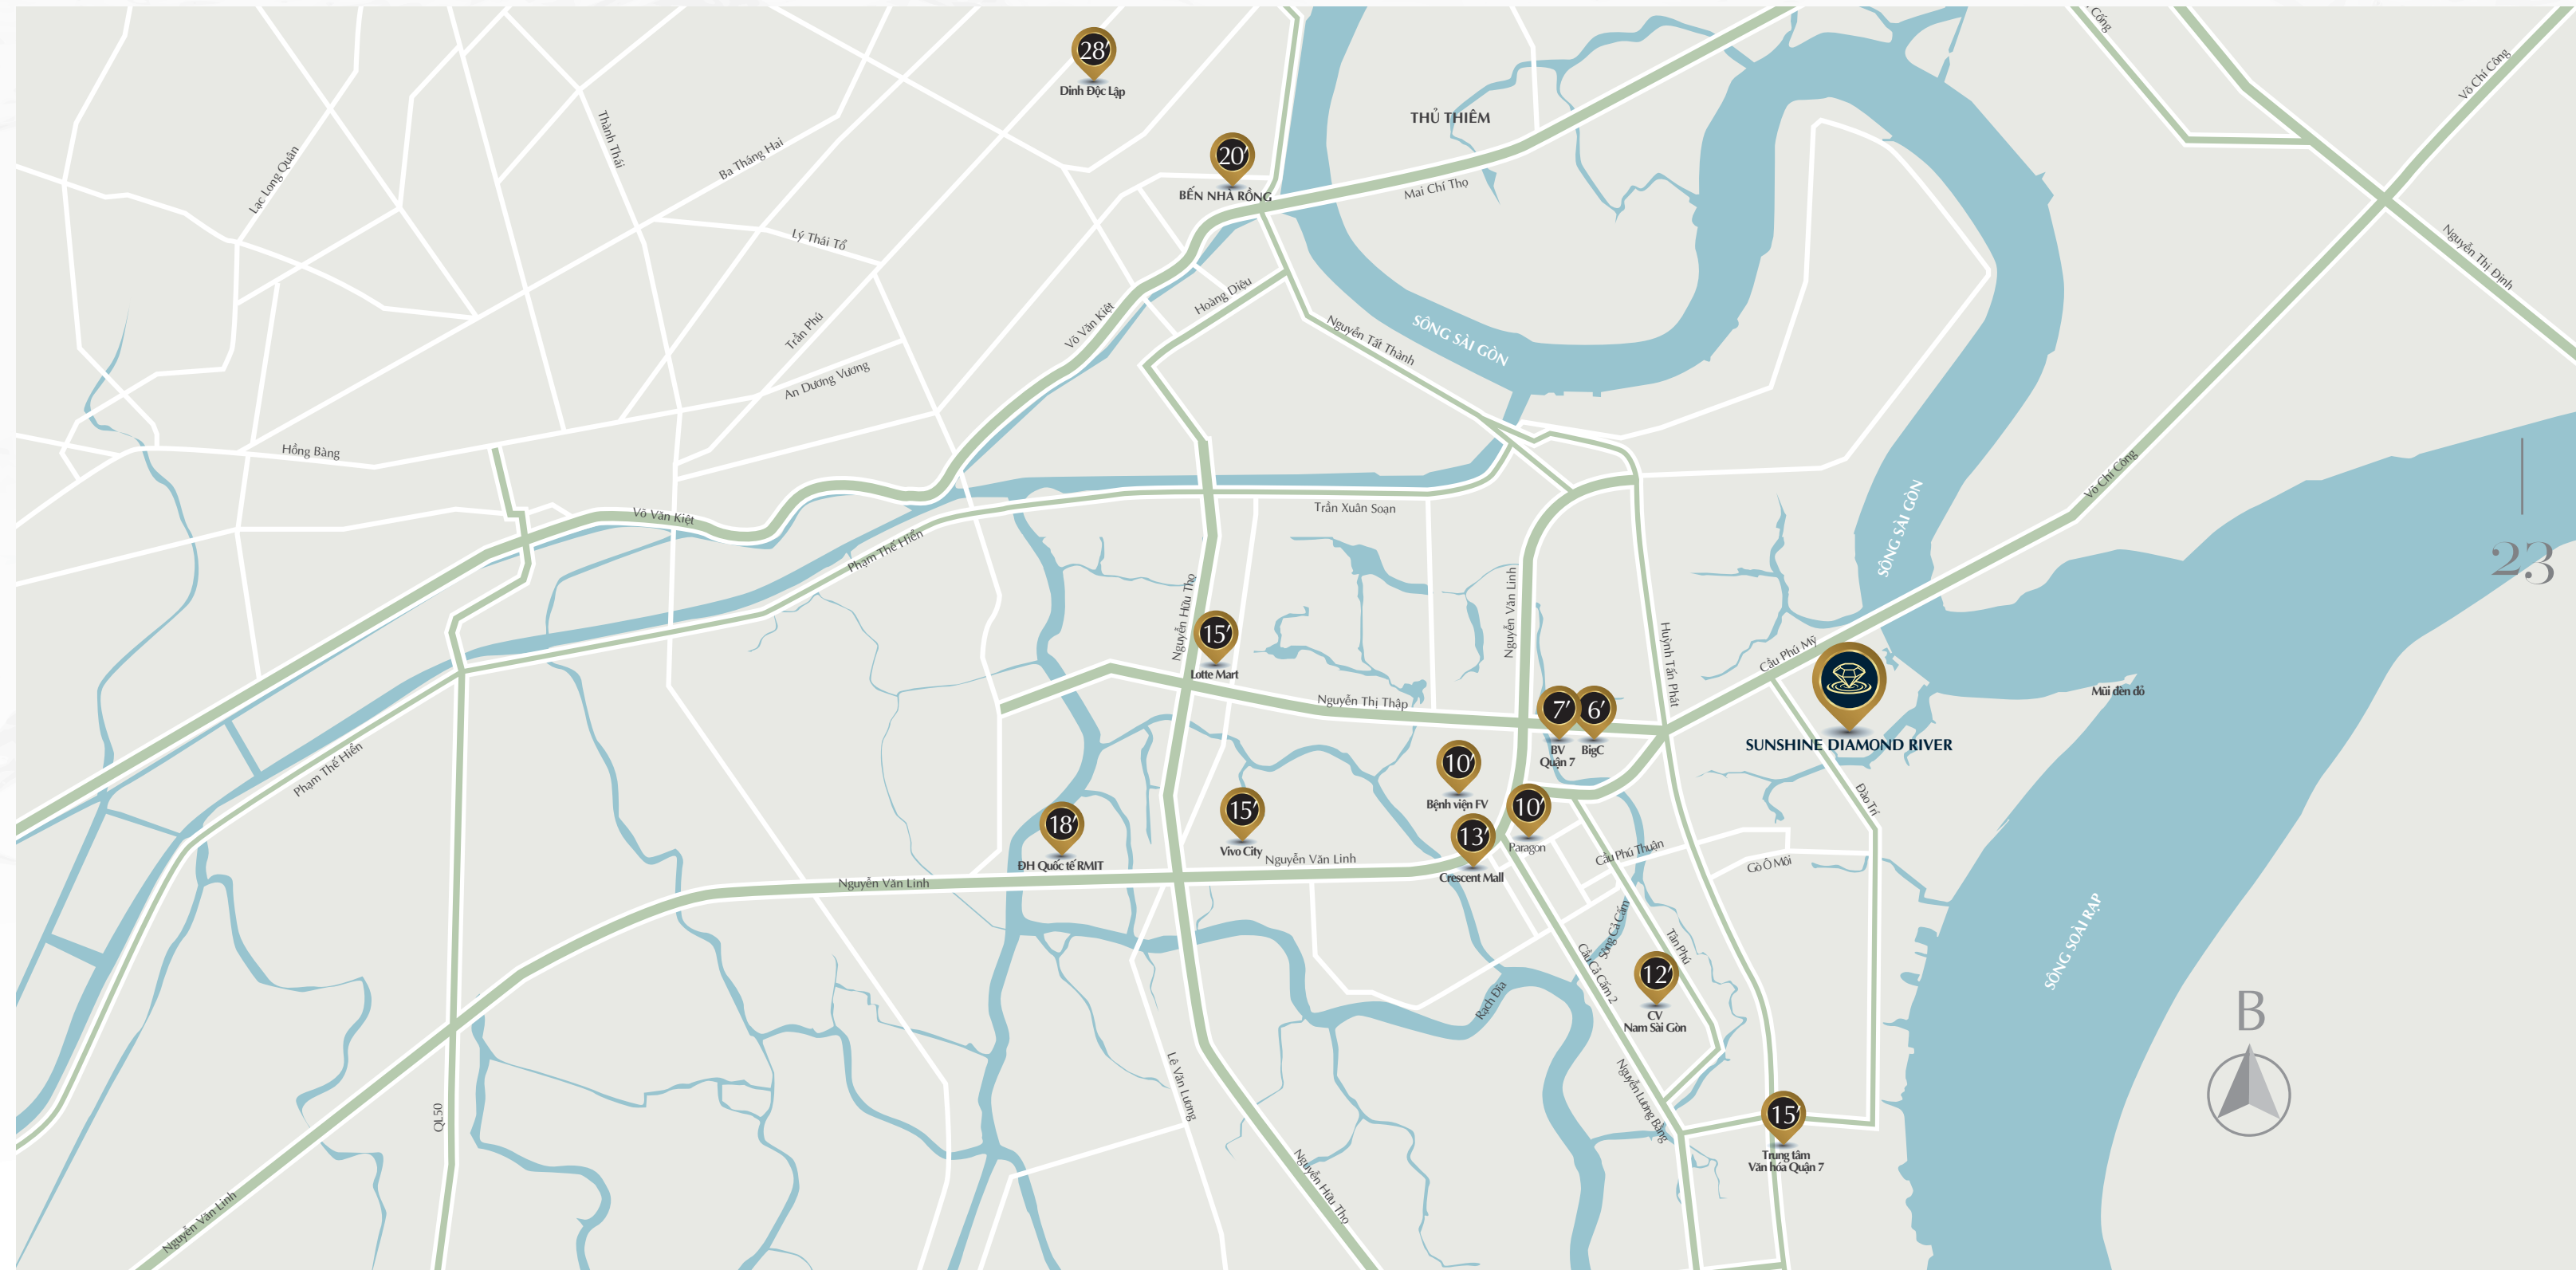 Cống
28'
Dinh Độc Lập
Võ Chí Công
THỦ THIÊM
Thành Thái
Ba Tháng Hai
20'
BẾN NHÀ RỒNG
Lạc Long Quân
Mai Chí Thọ
Lý Thái Tổ
Nguyễn Thị Định
Hoàng Diệu
Trần Phú
Võ Văn Kiệt
Nguyễn Tất Thành
SÔNG SÀI GÒN
An Dương Vương
Hồng Bàng
Võ Chí Công
Võ Văn Kiệt
Trần Xuân Soạn
SÔNG SÀI GÒN
Phạm Thế Hiển
23
Nguyễn Hữu Thọ
Nguyễn Văn Linh
15'
Lotte Mart
Huỳnh Tấn Phát
Cầu Phú Mỹ
Mũi đèn đỏ
Nguyễn Thị Thập
7'
6'
BV
Quận 7
BigC
SUNSHINE DIAMOND RIVER
Phạm Thế Hiển
10'
Bệnh viện FV
10'
Paragon
Đào Trí
18'
ĐH Quốc tế RMIT
15'
Vivo City
13'
Crescent Mall
Nguyễn Văn Linh
Cầu Phú Thuận
Gò Ô Môi
Nguyễn Văn Linh
Sông Cả Cấm
Tân Phú
Cầu Cả Cấm 2
SÔNG SOÀI RẠP
12'
CV
Nam Sài Gòn
Rạch Đỉa
B
Lê Văn Lương
QL50
Nguyễn Lương Bằng
15'
Trung tâm
Văn hóa Quận 7
Nguyễn Hữu Thọ
Nguyễn Văn Linh